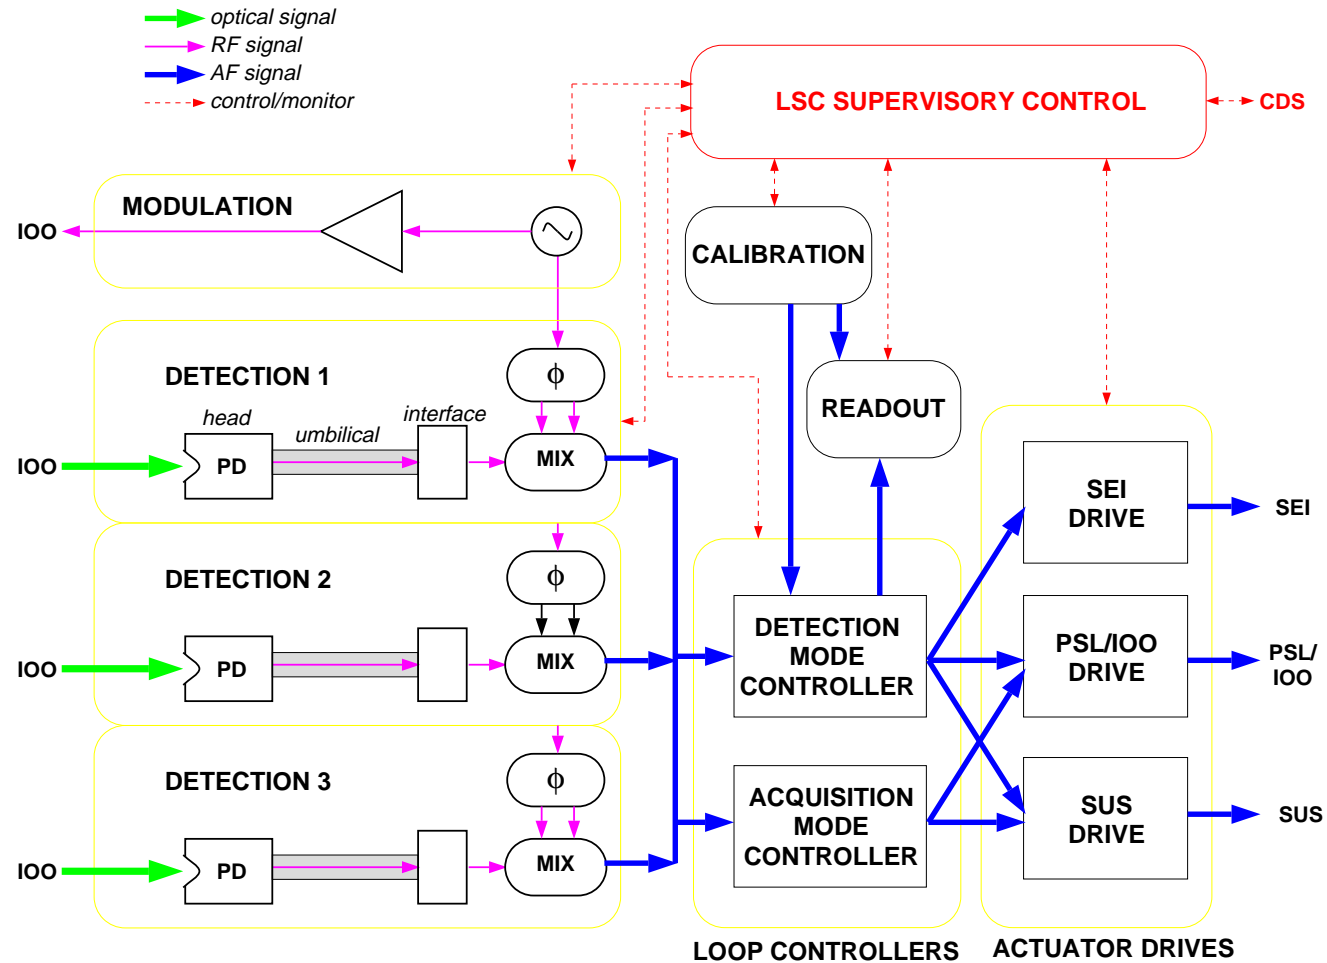 optical signal
RF signal
AF signal
control/monitor
LSC SUPERVISORY CONTROL
CDS
MODULATION
IOO
CALIBRATION
DETECTION 1
ϕ
READOUT
head
umbilical
interface
IOO
PD
MIX
SEI
DRIVE
SEI
DETECTION 2
ϕ
IOO
PD
MIX
DETECTION
MODE
CONTROLLER
PSL/IOO
DRIVE
PSL/
IOO
DETECTION 3
ϕ
IOO
PD
MIX
ACQUISITION
MODE
CONTROLLER
SUS
DRIVE
SUS
LOOP CONTROLLERS
ACTUATOR DRIVES